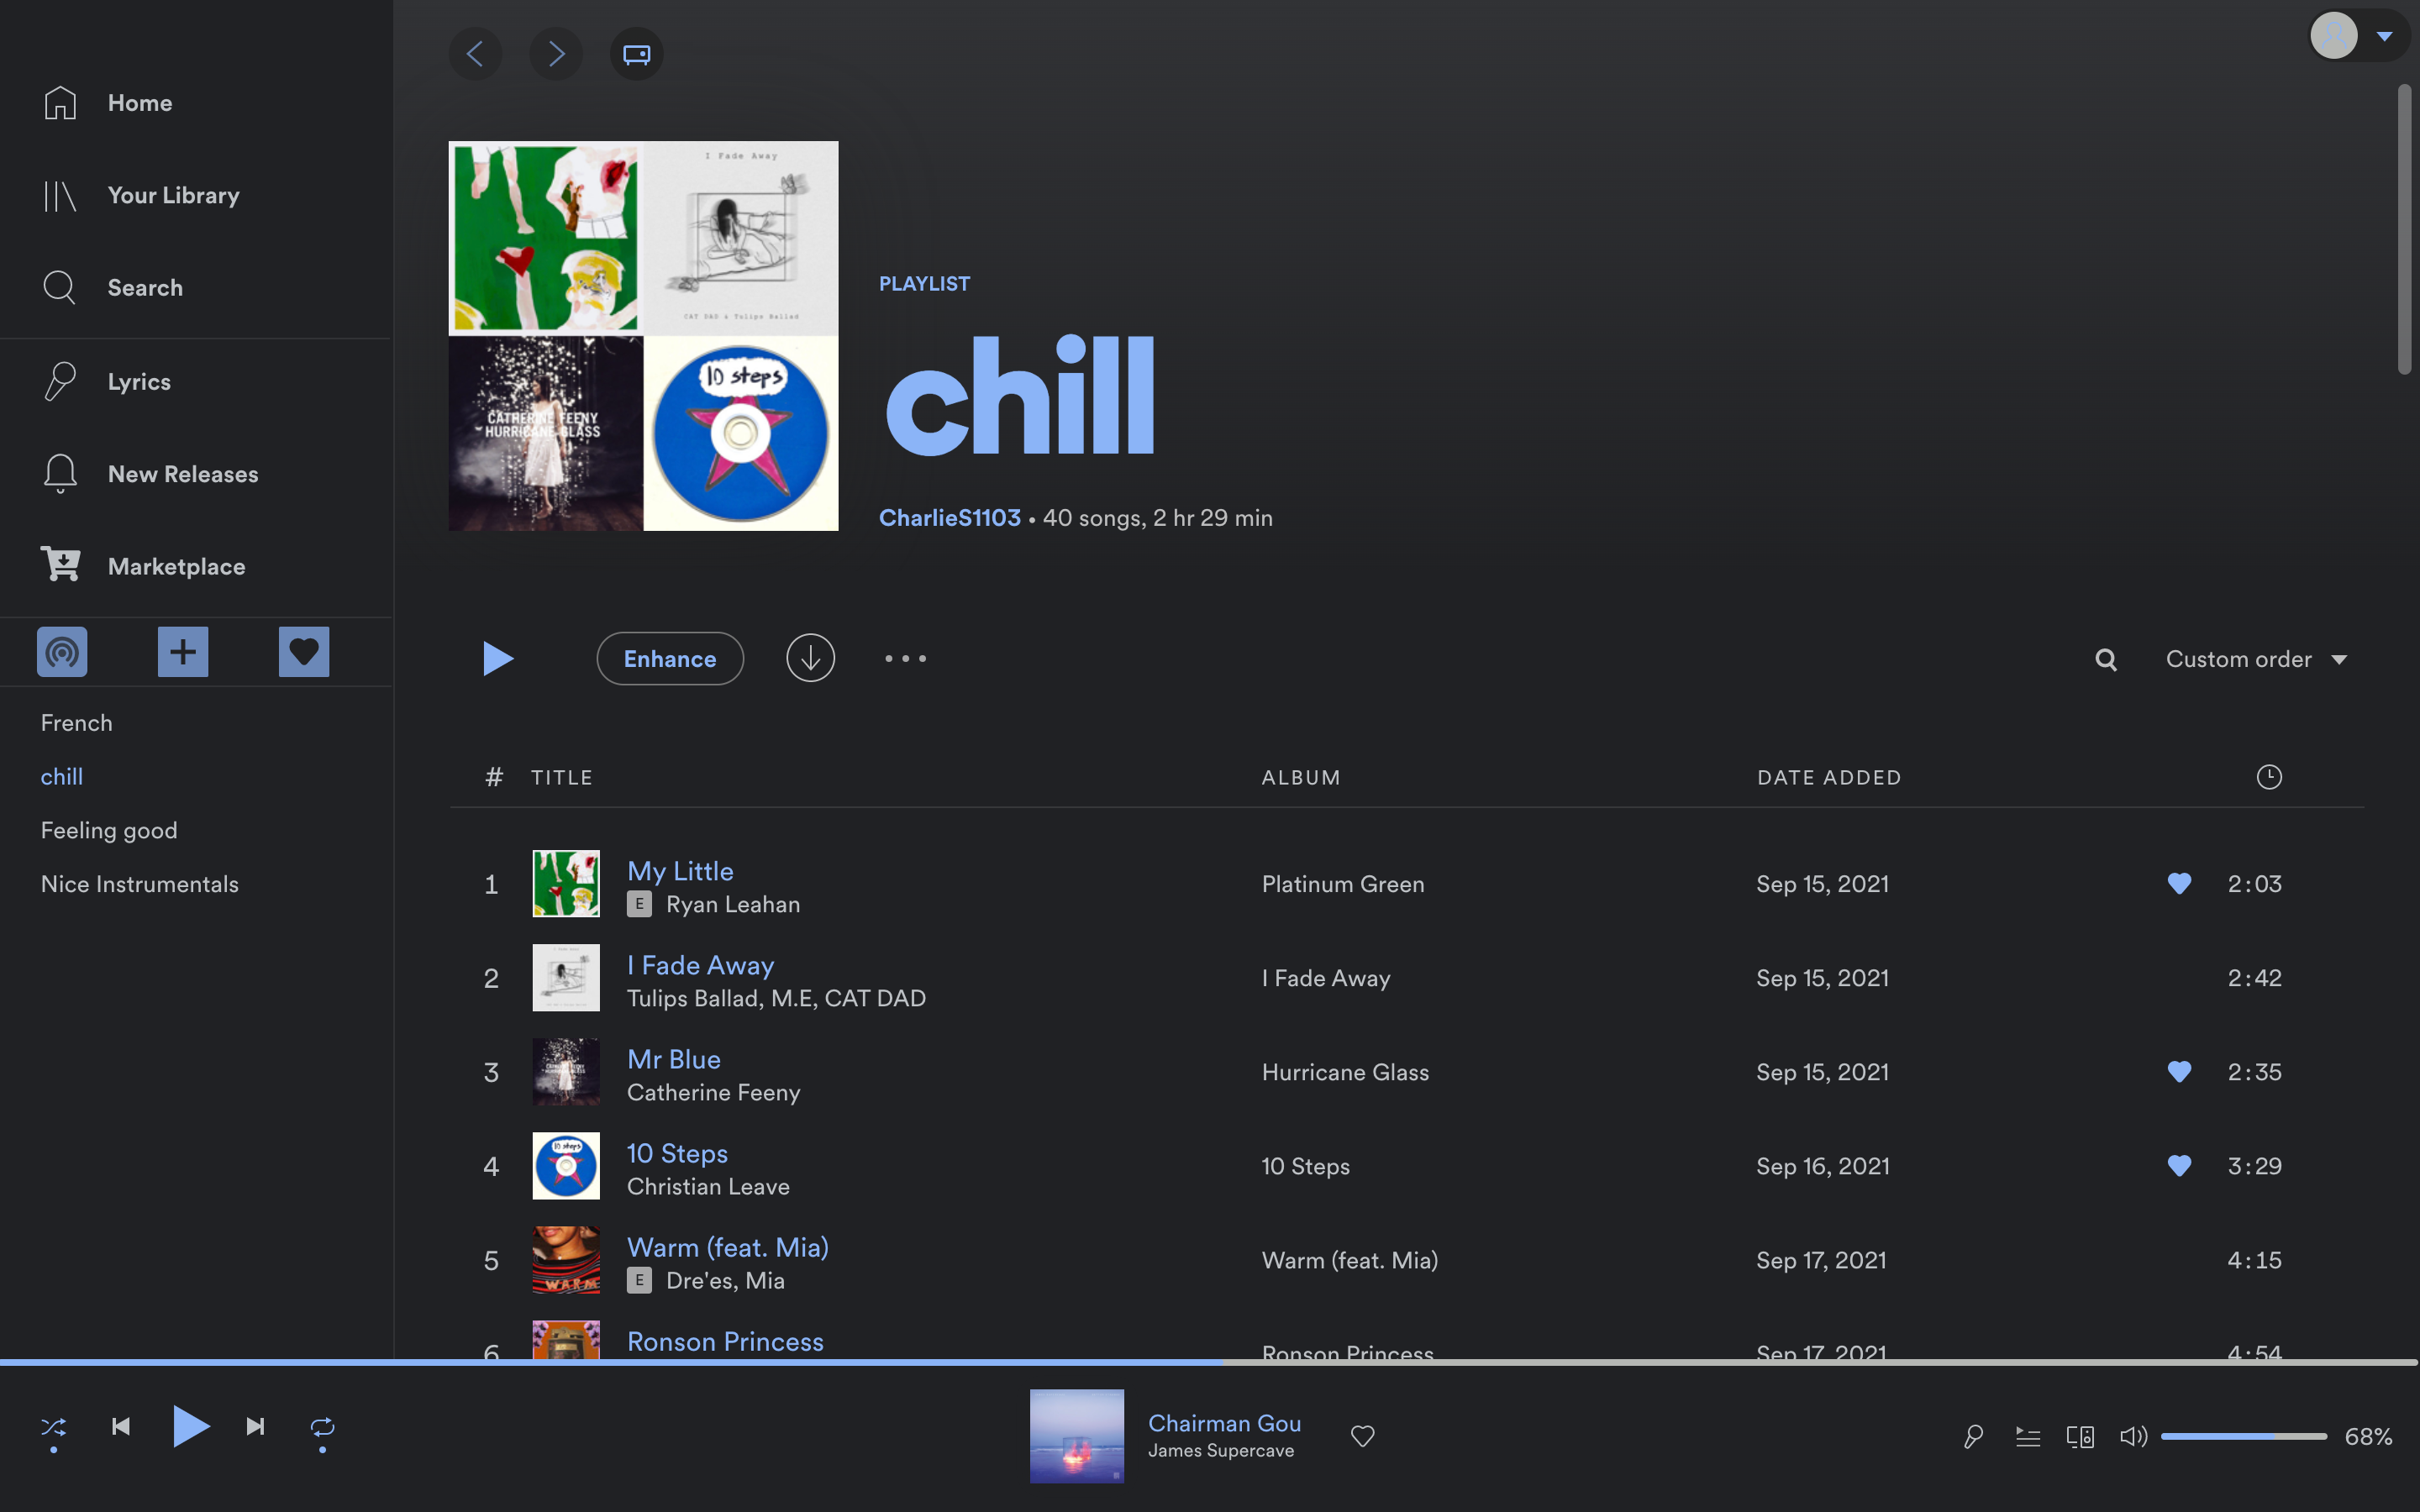 Home
Your Library
Search
Lyrics
New Releases
Marketplace
French
chill
Feeling good
Nice Instrumentals
I Fade Away
CAT DAD & Tulips Ballad
CATHERINE FEENY
HURRICANE GLASS
10 steps
PLAYLIST
chill
CharlieS1103 • 40 songs, 2 hr 29 min
Enhance
Custom order
# TITLE ALBUM DATE ADDED
1 My Little Platinum Green Sep 15, 2021 2:03
E Ryan Leahan
2 I Fade Away I Fade Away Sep 15, 2021 2:42
Tulips Ballad, M.E, CAT DAD
3 Mr Blue Hurricane Glass Sep 15, 2021 2:35
Catherine Feeny
4 10 steps 10 Steps 10 Steps Sep 16, 2021 3:29
Christian Leave
5 WARM Warm (feat. Mia) Warm (feat. Mia) Sep 17, 2021 4:15
E Dre'es, Mia
6 Ronson Princess Ronson Princess Sep 17, 2021 4:54
Chairman Gou
James Supercave
68%